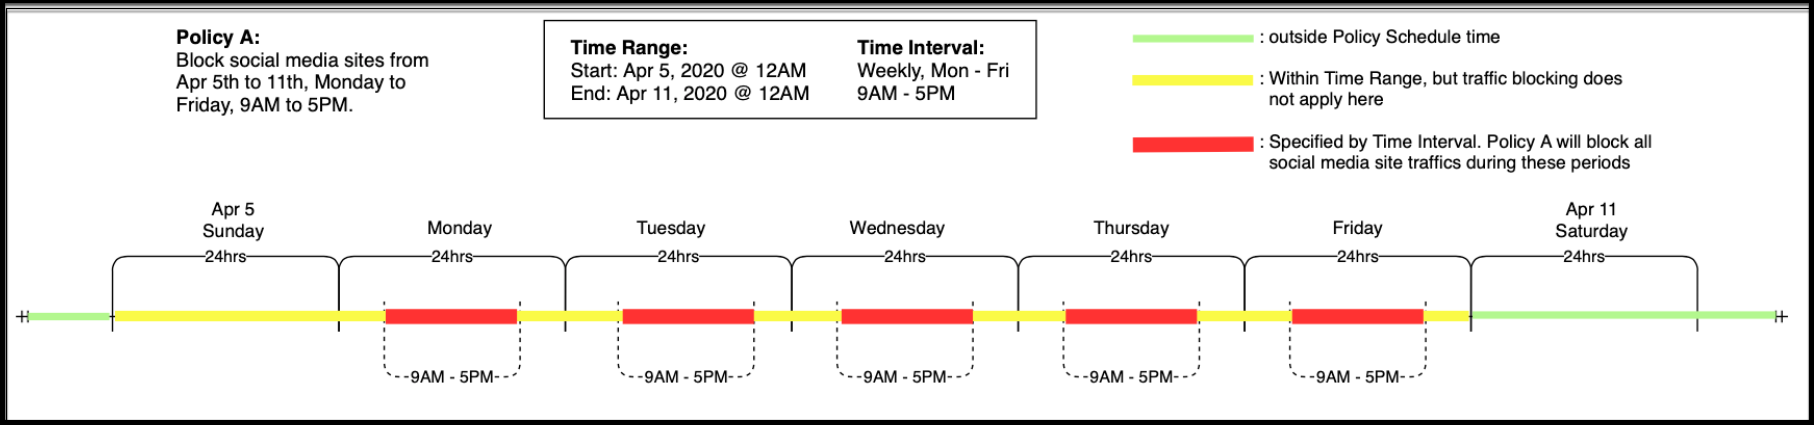 Policy A:
Block social media sites from
Apr 5th to 11th, Monday to
Friday, 9AM to 5PM.
Time Range:
Start: Apr 5, 2020 @ 12AM
End: Apr 11, 2020 @ 12AM
Time Interval:
Weekly, Mon - Fri
9AM - 5PM
: outside Policy Schedule time
: Within Time Range, but traffic blocking does
not apply here
: Specified by Time Interval. Policy A will block all
social media site traffics during these periods
Apr 5
Sunday
24hrs
Monday
24hrs
Tuesday
24hrs
Wednesday
24hrs
Thursday
24hrs
Friday
24hrs
Apr 11
Saturday
24hrs
9AM - 5PM
9AM - 5PM
9AM - 5PM
9AM - 5PM
9AM - 5PM